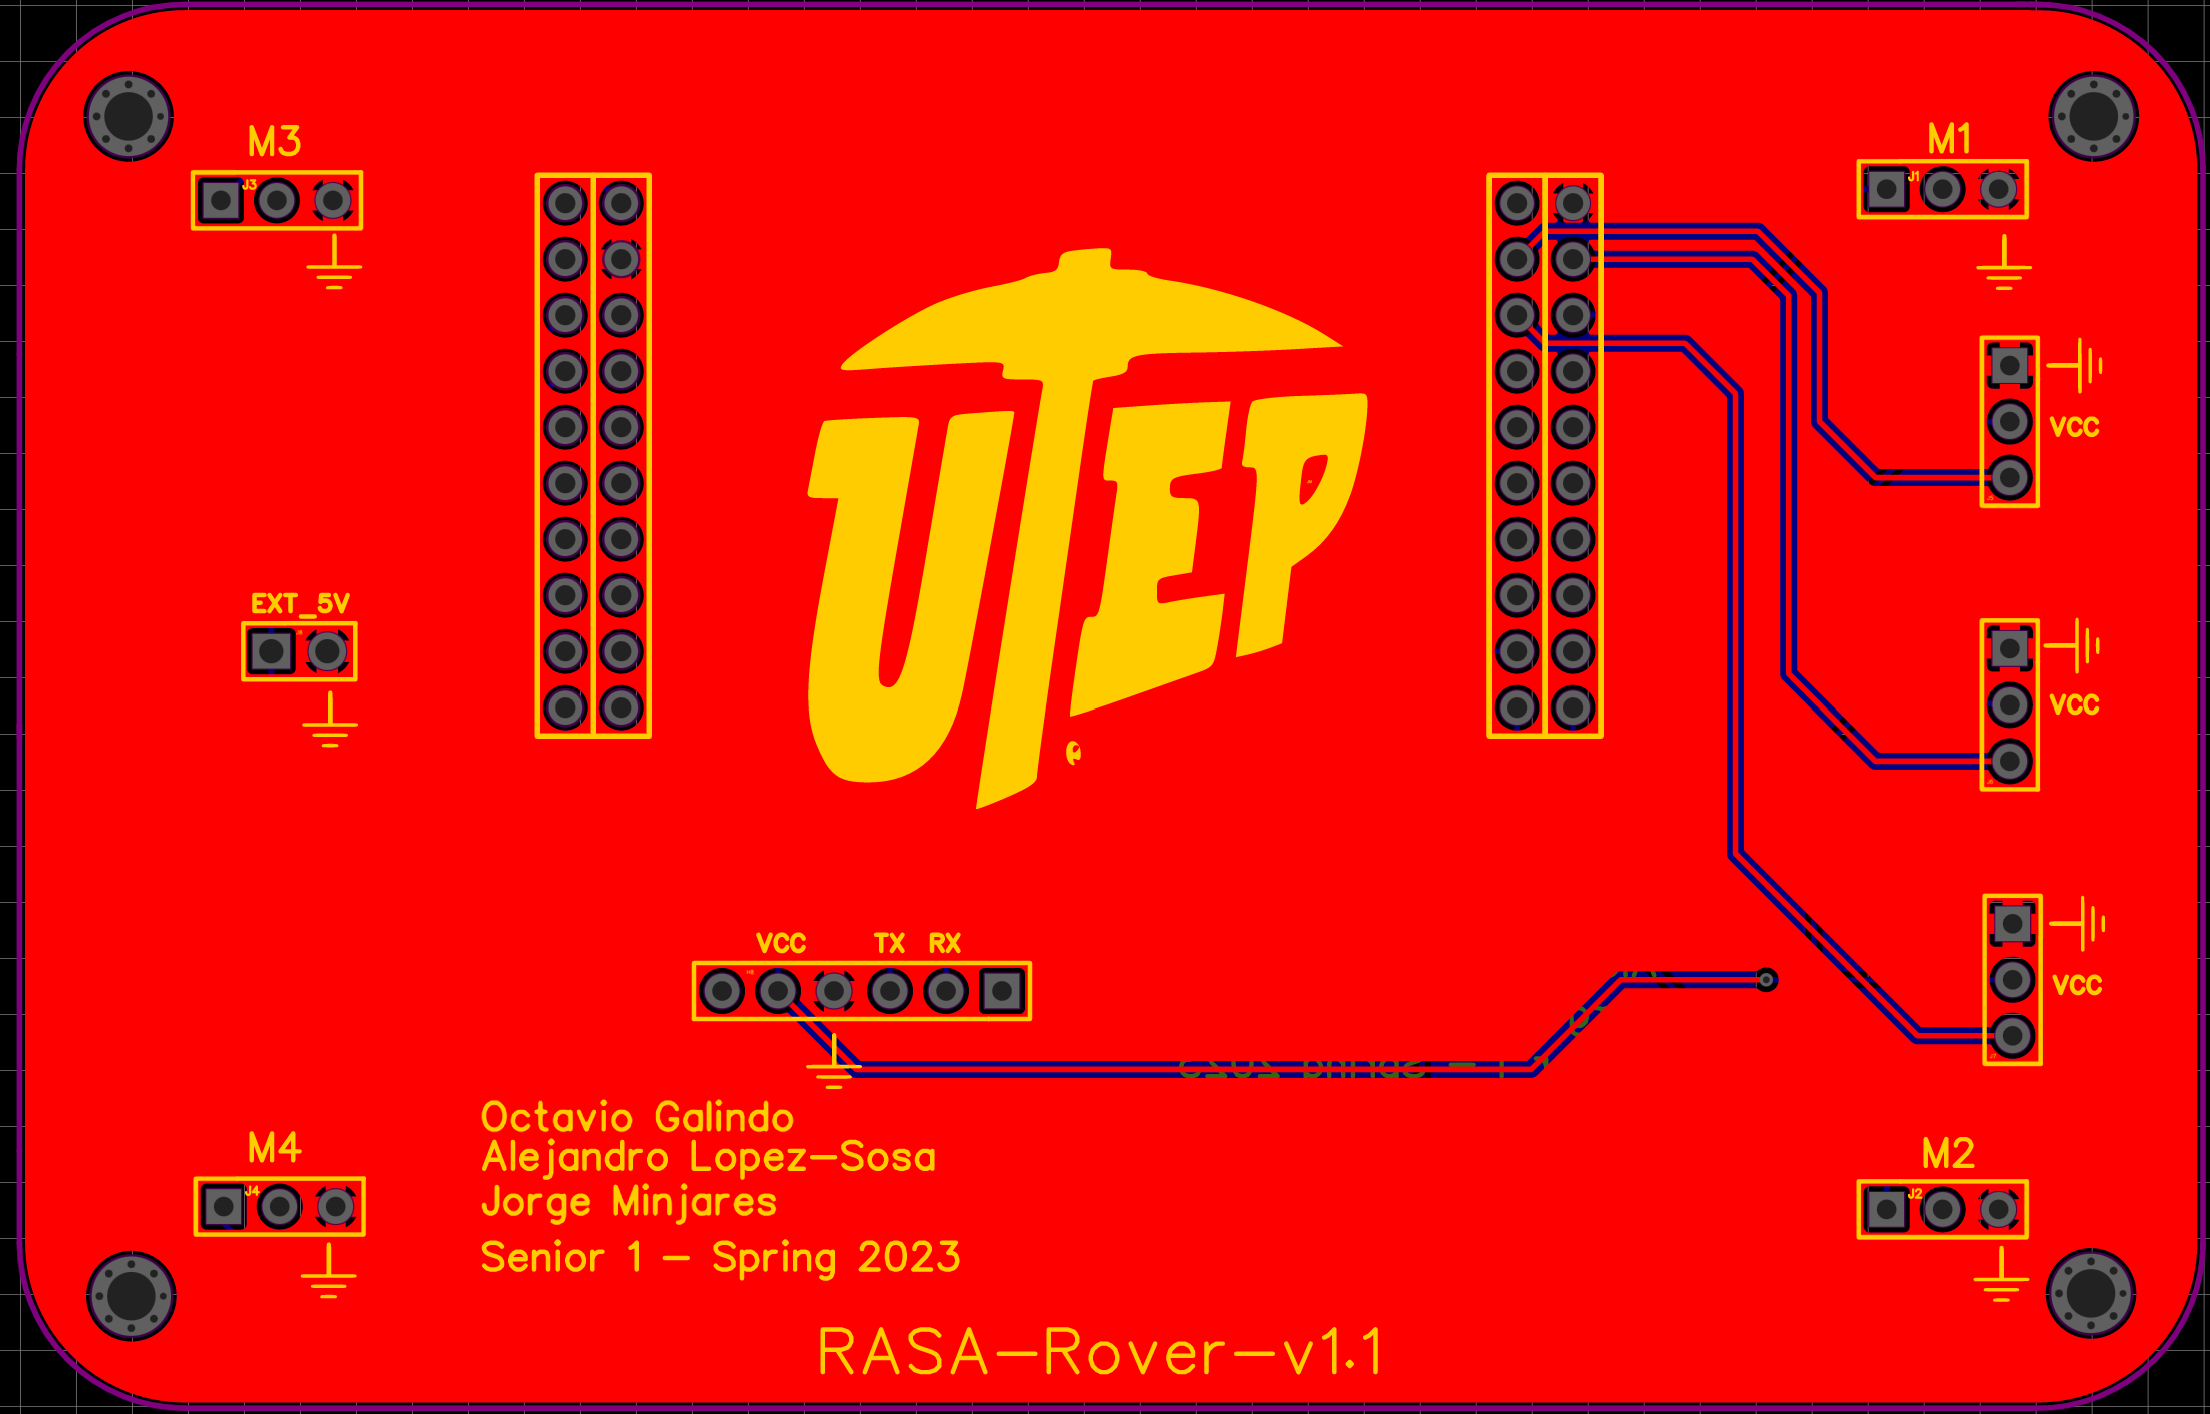 M3
M1
J3
J1
UTEP
VCC
EXT_5V
VCC
VCC TX RX
VCC
Octavio Galindo
Alejandro Lopez-Sosa
Jorge Minjares
Senior 1 - Spring 2023
M4
M2
J4
J2
RASA-Rover-v1.1